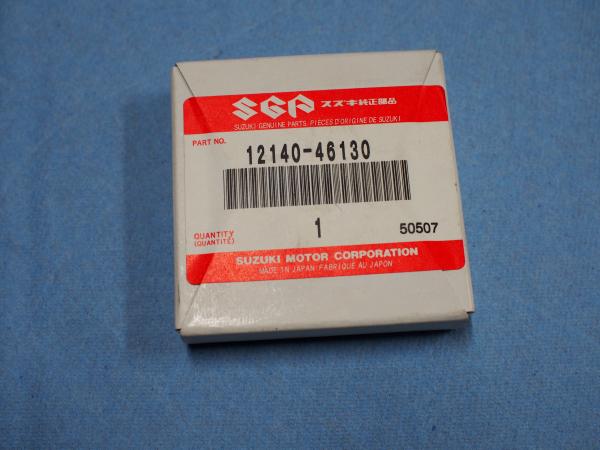 SGP スズキ純正部品
SUZUKI GENUINE PARTS PIECES D'ORIGINE DE SUZUKI
PART NO.
12140-46130
QUANTITY
(QUANTITÉ)
1
50507
SUZUKI MOTOR CORPORATION
MADE IN JAPAN FABRIQUE AU JAPON